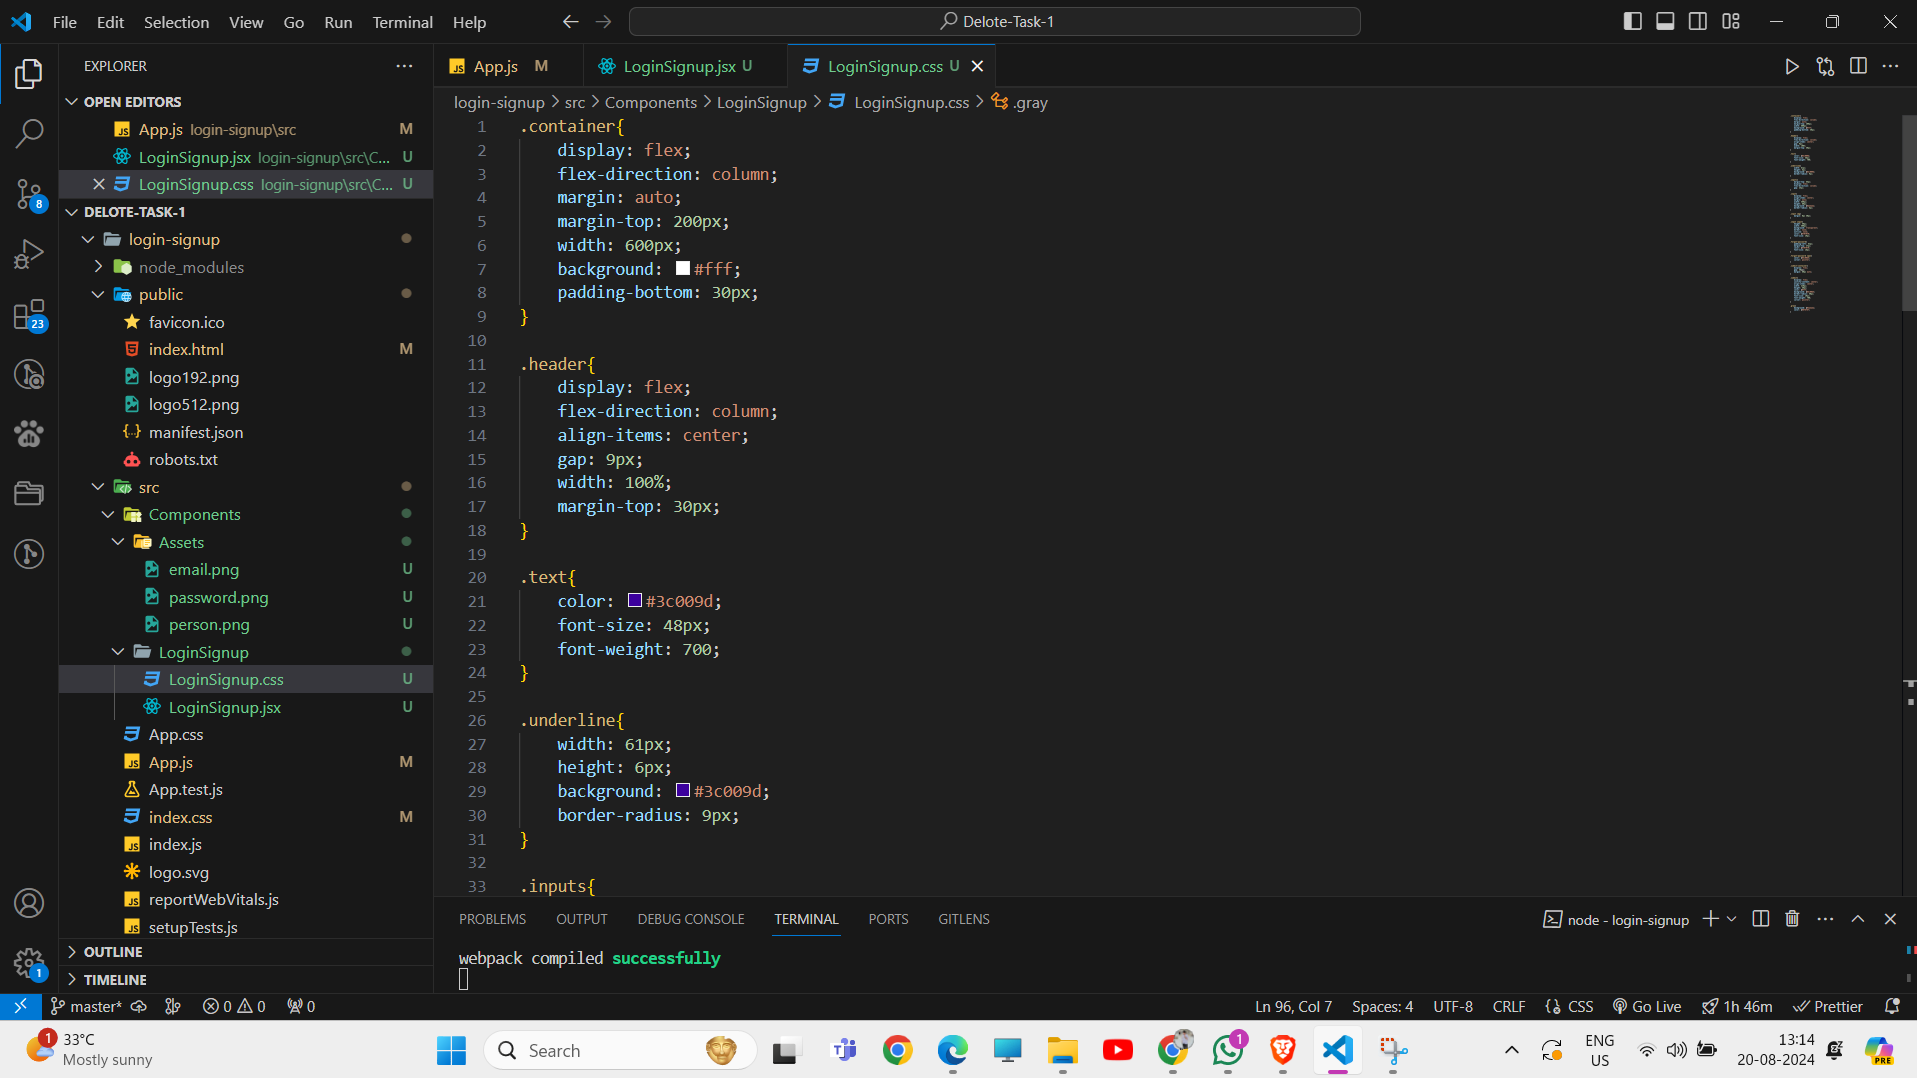 File Edit Selection View Go Run Terminal Help
Delote-Task-1
EXPLORER
OPEN EDITORS
App.js login-signup\src M
LoginSignup.jsx login-signup\src\C... U
LoginSignup.css login-signup\src\C... U
DELOTE-TASK-1
login-signup
node_modules
public
favicon.ico
index.html M
logo192.png
logo512.png
manifest.json
robots.txt
src
Components
Assets
email.png U
password.png U
person.png U
LoginSignup
LoginSignup.css U
LoginSignup.jsx U
App.css
App.js M
App.test.js
index.css M
index.js
logo.svg
reportWebVitals.js
setupTests.js
OUTLINE
TIMELINE
8
23
1
App.js M
LoginSignup.jsx U
LoginSignup.css U
login-signup > src > Components > LoginSignup > LoginSignup.css > .gray
1 .container{
2 display: flex;
3 flex-direction: column;
4 margin: auto;
5 margin-top: 200px;
6 width: 600px;
7 background: #fff;
8 padding-bottom: 30px;
9 }
10
11 .header{
12 display: flex;
13 flex-direction: column;
14 align-items: center;
15 gap: 9px;
16 width: 100%;
17 margin-top: 30px;
18 }
19
20 .text{
21 color: #3c009d;
22 font-size: 48px;
23 font-weight: 700;
24 }
25
26 .underline{
27 width: 61px;
28 height: 6px;
29 background: #3c009d;
30 border-radius: 9px;
31 }
32
33 .inputs{
PROBLEMS OUTPUT DEBUG CONSOLE TERMINAL PORTS GITLENS
node - login-signup
webpack compiled successfully
master* 0 0 0
Ln 96, Col 7 Spaces: 4 UTF-8 CRLF {} CSS Go Live 1h 46m Prettier
1
33°C
Mostly sunny
Search
1
PRE
ENG
US
13:14
20-08-2024